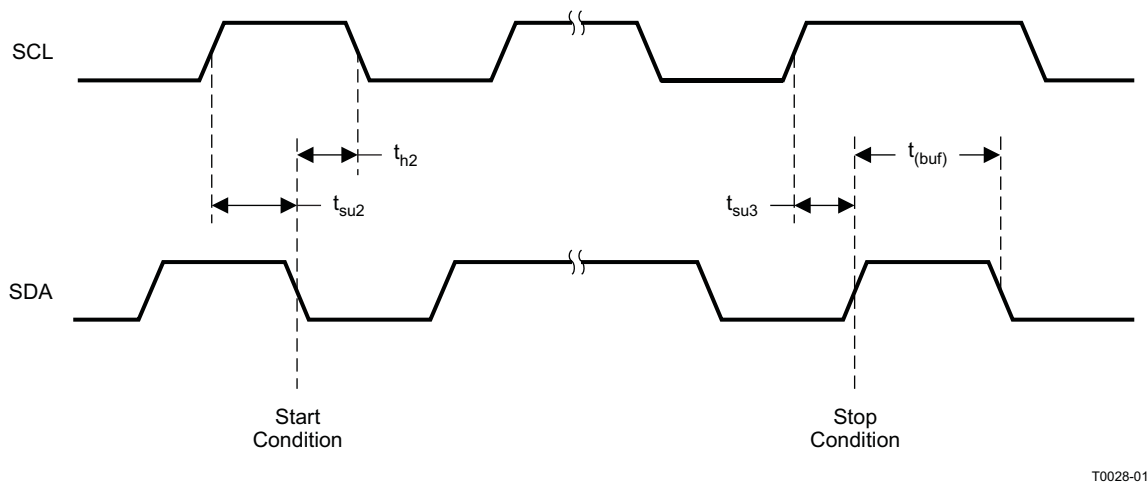 SCL
t_h2
t_(buf)
t_su2
t_su3
SDA
Start
Condition
Stop
Condition
T0028-01